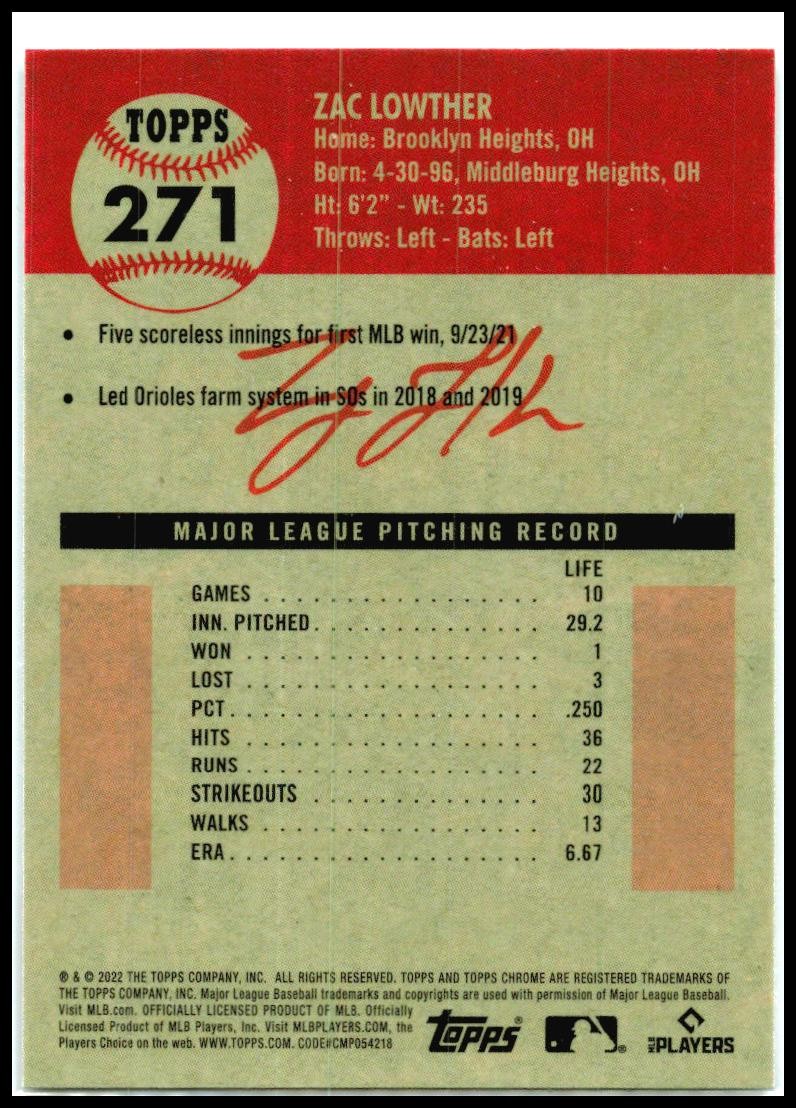 TOPPS
271
ZAC LOWTHER
Home: Brooklyn Heights, OH
Born: 4-30-96, Middleburg Heights, OH
Ht: 6'2" - Wt: 235
Throws: Left - Bats: Left
• Five scoreless innings for first MLB win, 9/23/21
• Led Orioles farm system in SOs in 2018 and 2019
MAJOR LEAGUE PITCHING RECORD
LIFE
GAMES . . . . . . . . . . . . . . . . . 10
INN. PITCHED . . . . . . . . . . . . . . 29.2
WON . . . . . . . . . . . . . . . . . . 1
LOST . . . . . . . . . . . . . . . . . . 3
PCT . . . . . . . . . . . . . . . . . . .250
HITS . . . . . . . . . . . . . . . . . . 36
RUNS . . . . . . . . . . . . . . . . . . 22
STRIKEOUTS . . . . . . . . . . . . . . 30
WALKS . . . . . . . . . . . . . . . . . 13
ERA . . . . . . . . . . . . . . . . . . 6.67
® & © 2022 THE TOPPS COMPANY, INC. ALL RIGHTS RESERVED. TOPPS AND TOPPS CHROME ARE REGISTERED TRADEMARKS OF
THE TOPPS COMPANY, INC. Major League Baseball trademarks and copyrights are used with permission of Major League Baseball.
Visit MLB.com. OFFICIALLY LICENSED PRODUCT OF MLB. Officially
Licensed Product of MLB Players, Inc. Visit MLBPLAYERS.COM, the
Players Choice on the web. WWW.TOPPS.COM. CODE#CMP054218
TOPPS®
MLB PLAYERS